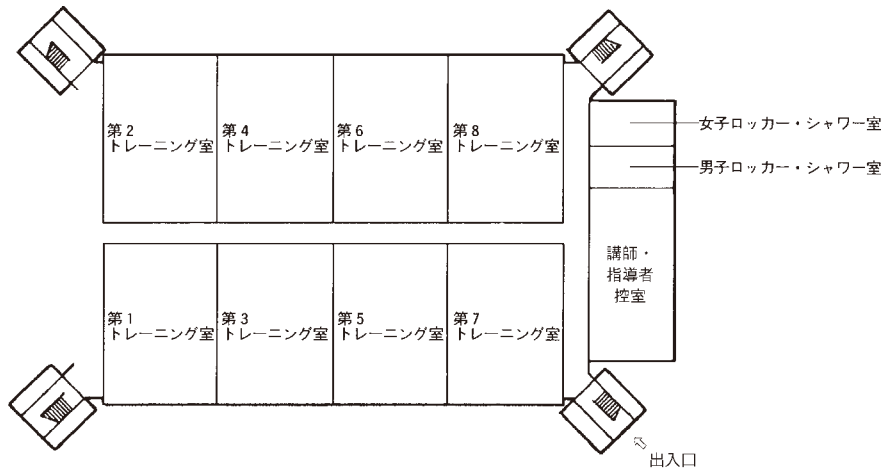 第2
トレーニング室
第4
トレーニング室
第6
トレーニング室
第8
トレーニング室
女子ロッカー・シャワー室
男子ロッカー・シャワー室
講師・
指導者
控室
第1
トレーニング室
第3
トレーニング室
第5
トレーニング室
第7
トレーニング室
出入口